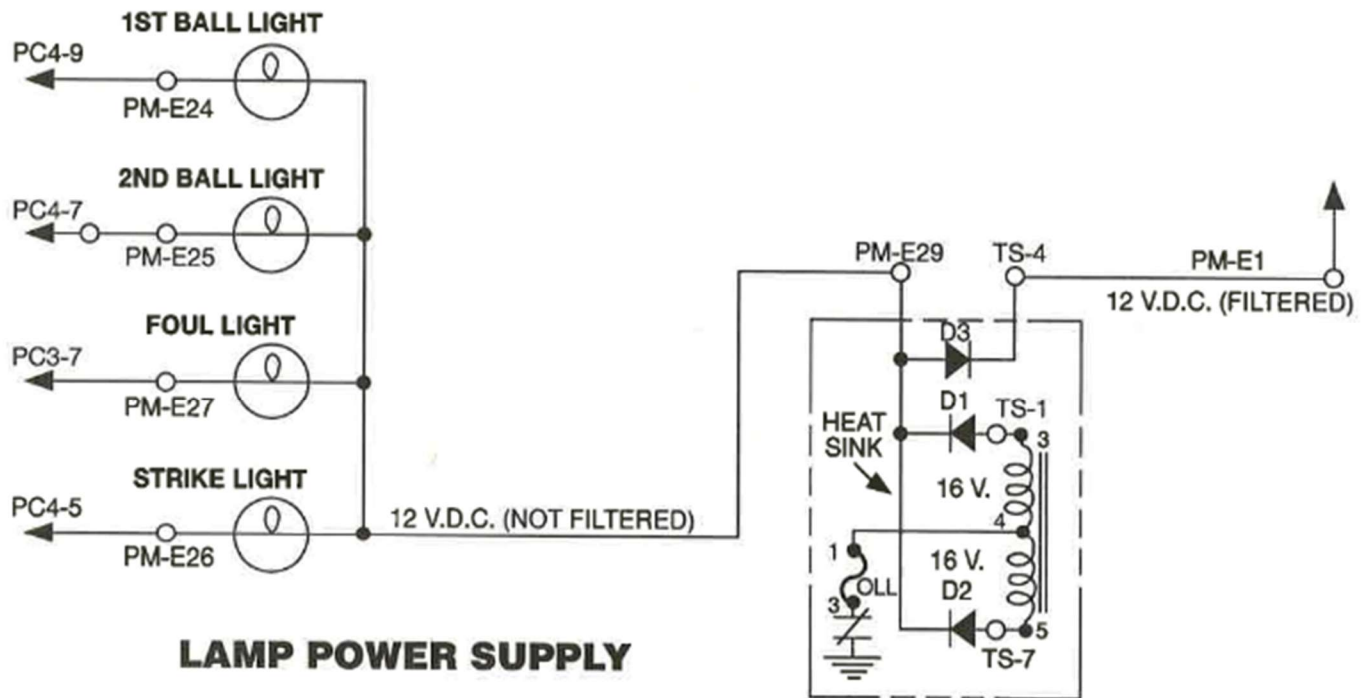 1ST BALL LIGHT
PC4-9
PM-E24
2ND BALL LIGHT
PC4-7
PM-E25
FOUL LIGHT
PC3-7
PM-E27
STRIKE LIGHT
PC4-5
PM-E26
12 V.D.C. (NOT FILTERED)
PM-E29
TS-4
PM-E1
12 V.D.C. (FILTERED)
D3
D1
TS-1
3
HEAT
SINK
16 V.
4
1
16 V.
D2
OLL
3
5
TS-7
LAMP POWER SUPPLY